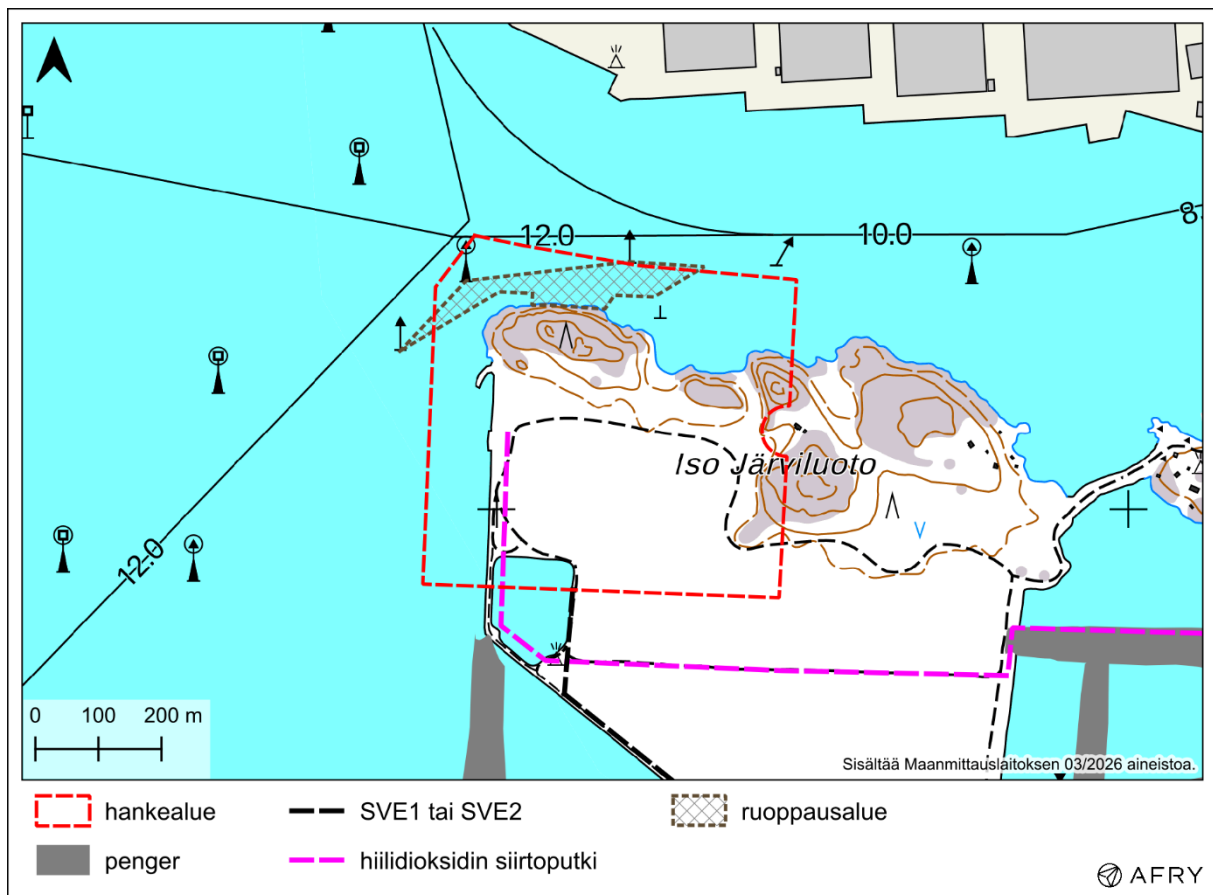 12.0
10.0
8.
Iso Järviluoto
12.0
0 100 200 m
Sisältää Maanmittauslaitoksen 03/2026 aineistoa.
hankealue
SVE1 tai SVE2
ruoppausalue
penger
hiilidioksidin siirtoputki
AFRY